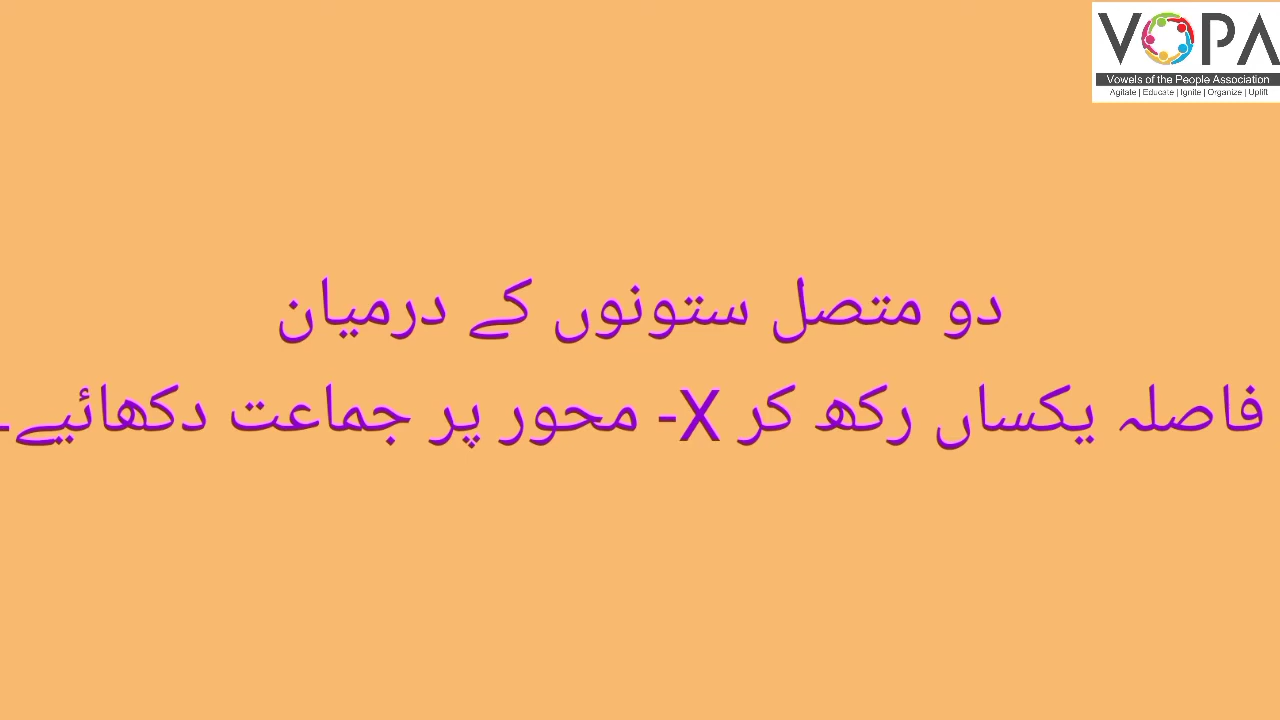 VOPA
Vowels of the People Association
Agitate | Educate | Ignite | Organize | Uplift
دو متصل ستونوں کے درمیان
فاصلہ یکساں رکھ کر X- محور پر جماعت دکھائیے۔